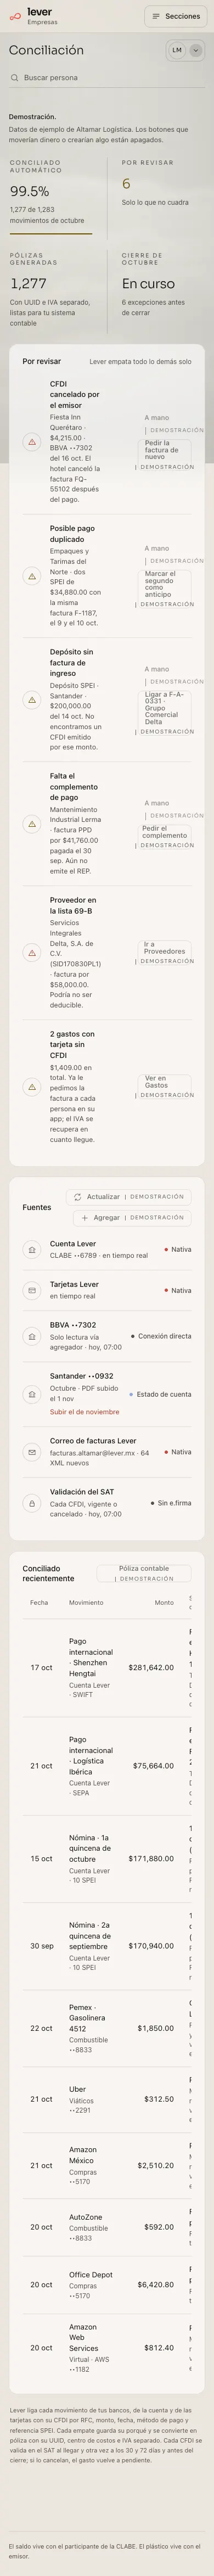 lever
Empresas
Secciones
Conciliación
LM
Buscar persona
Demostración.
Datos de ejemplo de Altamar Logística. Los botones que
moverían dinero o crearían algo están apagados.
CONCILIADO
AUTOMÁTICO
99.5%
1,277 de 1,283
movimientos de octubre
POR REVISAR
6
Solo lo que no cuadra
PÓLIZAS
GENERADAS
1,277
Con UUID e IVA separado,
listas para tu sistema
contable
CIERRE DE
OCTUBRE
En curso
6 excepciones antes
de cerrar
Por revisar
Lever empata todo lo demás solo
CFDI
cancelado por
el emisor
Fiesta Inn
Querétaro ·
$4,215.00 ·
BBVA ··7302
del 16 oct. El
hotel canceló la
factura FQ-
55102 después
del pago.
A mano
DEMOSTRACIÓN
Pedir la
factura de
nuevo
DEMOSTRACIÓN
Posible pago
duplicado
Empaques y
Tarimas del
Norte · dos
SPEI de
$34,880.00 con
la misma
factura F-1187,
el 9 y el 10 oct.
A mano
DEMOSTRACIÓN
Marcar el
segundo
como
anticipo
DEMOSTRACIÓN
Depósito sin
factura de
ingreso
Depósito SPEI ·
Santander ·
$200,000.00
del 14 oct. No
encontramos un
CFDI emitido
por ese monto.
A mano
DEMOSTRACIÓN
Ligar a F-A-
0331 ·
Grupo
Comercial
Delta
DEMOSTRACIÓN
Falta el
complemento
de pago
Mantenimiento
Industrial Lerma
· factura PPD
por $41,760.00
pagada el 30
sep. Aún no
emite el REP.
A mano
DEMOSTRACIÓN
Pedir el
complemento
DEMOSTRACIÓN
Proveedor en
la lista 69-B
Servicios
Integrales
Delta, S.A. de
C.V.
(SID170830PL1)
· factura por
$58,000.00.
Podría no ser
deducible.
Ir a
Proveedores
DEMOSTRACIÓN
2 gastos con
tarjeta sin
CFDI
$1,409.00 en
total. Ya le
pedimos la
factura a cada
persona en su
app; el IVA se
recupera en
cuanto llegue.
Ver en
Gastos
DEMOSTRACIÓN
Fuentes
Actualizar
DEMOSTRACIÓN
Agregar
DEMOSTRACIÓN
Cuenta Lever
CLABE ··6789 · en tiempo real
Nativa
Tarjetas Lever
en tiempo real
Nativa
BBVA ··7302
Solo lectura vía
agregador · hoy, 07:00
Conexión directa
Santander ··0932
Octubre · PDF subido
el 1 nov
Estado de cuenta
Subir el de noviembre
Correo de facturas Lever
facturas.altamar@lever.mx · 64
XML nuevos
Nativa
Validación del SAT
Cada CFDI, vigente o
cancelado · hoy, 07:00
Sin e.firma
Conciliado
recientemente
Póliza contable
DEMOSTRACIÓN
Fecha
Movimiento
Monto
17 oct
Pago
internacional
· Shenzhen
Hengtai
Cuenta Lever
· SWIFT
$281,642.00
21 oct
Pago
internacional
· Logística
Ibérica
Cuenta Lever
· SEPA
$75,664.00
15 oct
Nómina · 1a
quincena de
octubre
Cuenta Lever
· 10 SPEI
$171,880.00
30 sep
Nómina · 2a
quincena de
septiembre
Cuenta Lever
· 10 SPEI
$170,940.00
22 oct
Pemex ·
Gasolinera
4512
Combustible
··8833
$1,850.00
21 oct
Uber
Viáticos
··2291
$312.50
21 oct
Amazon
México
Compras
··5170
$2,510.20
20 oct
AutoZone
Combustible
··8833
$592.00
20 oct
Office Depot
Compras
··5170
$6,420.80
20 oct
Amazon
Web
Services
Virtual · AWS
··1182
$812.40
Lever liga cada movimiento de tus bancos, de la cuenta y de las
tarjetas con su CFDI por RFC, monto, fecha, método de pago y
referencia SPEI. Cada empate guarda su porqué y se convierte en
póliza con su UUID, centro de costos e IVA separado. Cada CFDI se
valida en el SAT al llegar y otra vez a los 30 y 72 días y antes del
cierre; si lo cancelan, el gasto vuelve a pendiente.
El saldo vive con el participante de la CLABE. El plástico vive con el
emisor.